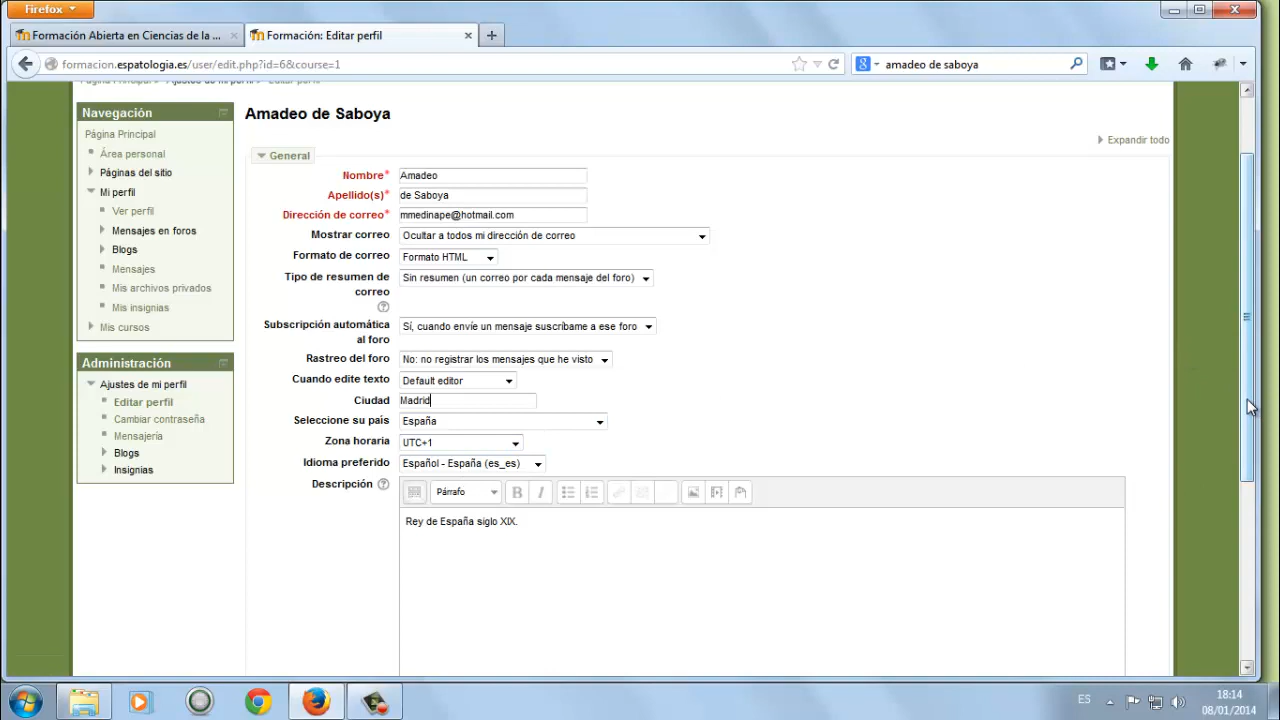 Firefox
Formación Abierta en Ciencias de la ...
Formación: Editar perfil
formacion.espatologia.es/user/edit.php?id=6&course=1
amadeo de saboya
Navegación
Página Principal
Área personal
Páginas del sitio
Mi perfil
Ver perfil
Mensajes en foros
Blogs
Mensajes
Mis archivos privados
Mis insignias
Mis cursos
Administración
Ajustes de mi perfil
Editar perfil
Cambiar contraseña
Mensajería
Blogs
Insignias
Amadeo de Saboya
Expandir todo
General
Nombre* Amadeo
Apellido(s)* de Saboya
Dirección de correo* mmedinape@hotmail.com
Mostrar correo Ocultar a todos mi dirección de correo
Formato de correo Formato HTML
Tipo de resumen de Sin resumen (un correo por cada mensaje del foro)
correo
Subscripción automática Sí, cuando envíe un mensaje suscríbame a ese foro
al foro
Rastreo del foro No: no registrar los mensajes que he visto
Cuando edite texto Default editor
Ciudad Madrid
Seleccione su país España
Zona horaria UTC+1
Idioma preferido Español - España (es_es)
Descripción Párrafo B I
Rey de España siglo XIX.
ES
18:14
08/01/2014